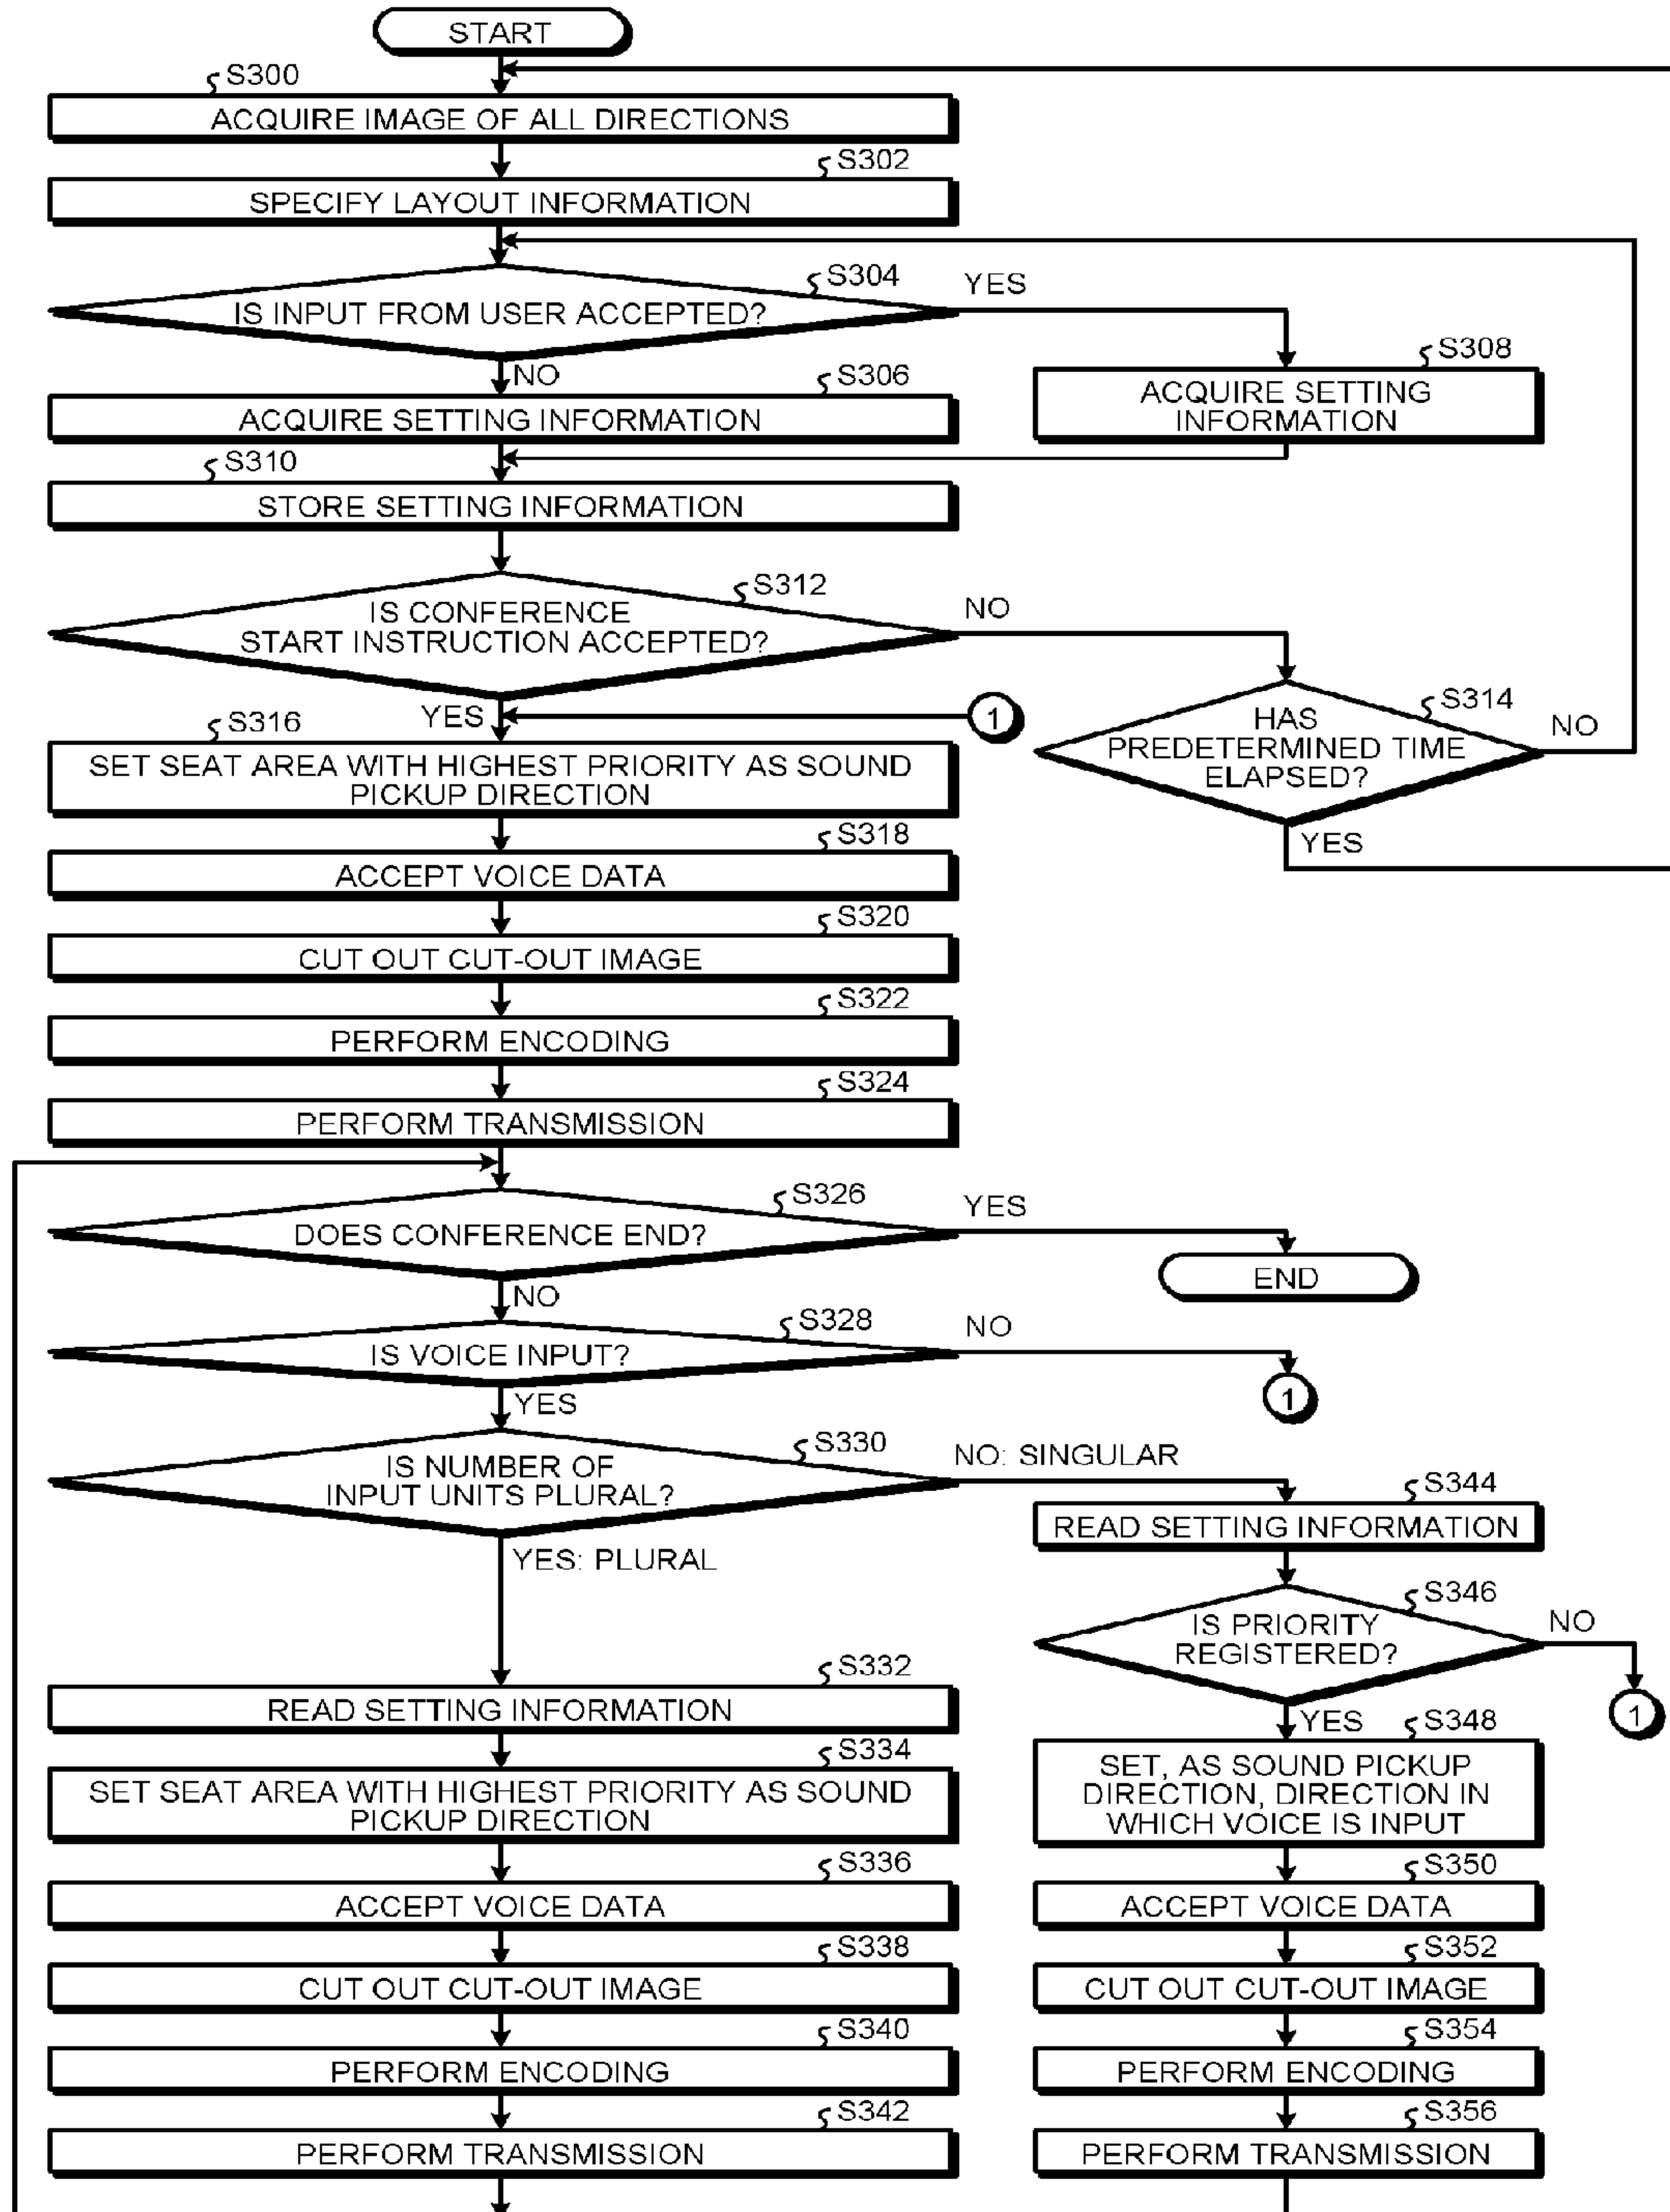 START
S300
ACQUIRE IMAGE OF ALL DIRECTIONS
S302
SPECIFY LAYOUT INFORMATION
S304
IS INPUT FROM USER ACCEPTED?
YES
NO
S306
ACQUIRE SETTING INFORMATION
S308
ACQUIRE SETTING
INFORMATION
S310
STORE SETTING INFORMATION
S312
IS CONFERENCE
START INSTRUCTION ACCEPTED?
NO
YES
1
S314
HAS
PREDETERMINED TIME
ELAPSED?
NO
YES
S316
SET SEAT AREA WITH HIGHEST PRIORITY AS SOUND
PICKUP DIRECTION
S318
ACCEPT VOICE DATA
S320
CUT OUT CUT-OUT IMAGE
S322
PERFORM ENCODING
S324
PERFORM TRANSMISSION
S326
DOES CONFERENCE END?
YES
END
NO
S328
IS VOICE INPUT?
NO
1
YES
S330
IS NUMBER OF
INPUT UNITS PLURAL?
NO: SINGULAR
YES: PLURAL
S332
READ SETTING INFORMATION
S334
SET SEAT AREA WITH HIGHEST PRIORITY AS SOUND
PICKUP DIRECTION
S336
ACCEPT VOICE DATA
S338
CUT OUT CUT-OUT IMAGE
S340
PERFORM ENCODING
S342
PERFORM TRANSMISSION
S344
READ SETTING INFORMATION
S346
IS PRIORITY
REGISTERED?
NO
1
YES
S348
SET, AS SOUND PICKUP
DIRECTION, DIRECTION IN
WHICH VOICE IS INPUT
S350
ACCEPT VOICE DATA
S352
CUT OUT CUT-OUT IMAGE
S354
PERFORM ENCODING
S356
PERFORM TRANSMISSION